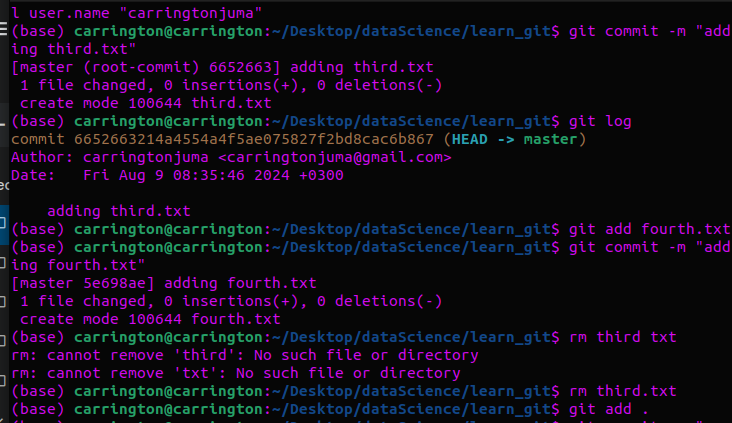 l user.name "carringtonjuma"
(base) carrington@carrington:~/Desktop/dataScience/learn_git$ git commit -m "add
ing third.txt"
[master (root-commit) 6652663] adding third.txt
 1 file changed, 0 insertions(+), 0 deletions(-)
 create mode 100644 third.txt
(base) carrington@carrington:~/Desktop/dataScience/learn_git$ git log
commit 6652663214a4554a4f5ae075827f2bd8cac6b867 (HEAD -> master)
Author: carringtonjuma <carringtonjuma@gmail.com>
Date:   Fri Aug 9 08:35:46 2024 +0300

    adding third.txt
(base) carrington@carrington:~/Desktop/dataScience/learn_git$ git add fourth.txt
(base) carrington@carrington:~/Desktop/dataScience/learn_git$ git commit -m "add
ing fourth.txt"
[master 5e698ae] adding fourth.txt
 1 file changed, 0 insertions(+), 0 deletions(-)
 create mode 100644 fourth.txt
(base) carrington@carrington:~/Desktop/dataScience/learn_git$ rm third txt
rm: cannot remove 'third': No such file or directory
rm: cannot remove 'txt': No such file or directory
(base) carrington@carrington:~/Desktop/dataScience/learn_git$ rm third.txt
(base) carrington@carrington:~/Desktop/dataScience/learn_git$ git add .